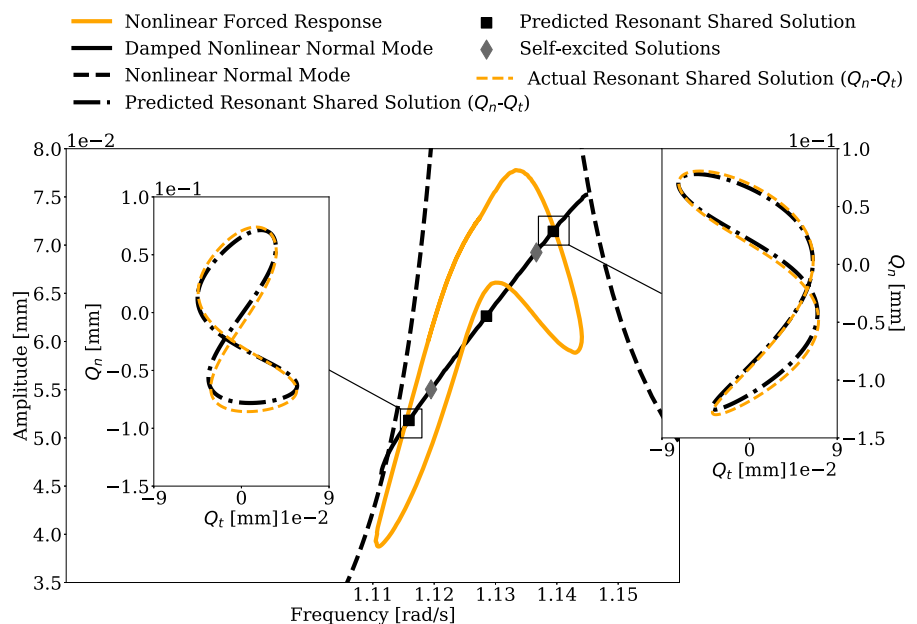 Nonlinear Forced Response
Damped Nonlinear Normal Mode
Nonlinear Normal Mode
Predicted Resonant Shared Solution (Qn-Qt)
Predicted Resonant Shared Solution
Self-excited Solutions
Actual Resonant Shared Solution (Qn-Qt)
1e-2
8.0
7.5
7.0
6.5
6.0
5.5
5.0
4.5
4.0
3.5
Amplitude [mm]
1.11
1.12
1.13
1.14
1.15
Frequency [rad/s]
1e-1
1.0
0.5
0.0
−0.5
−1.0
−1.5
Qn [mm]
−9
0
9
Qt [mm]
1e-2
1e-1
1.0
0.5
0.0
−0.5
−1.0
−1.5
Qn [mm]
−9
0
9
Qt [mm]
1e-2